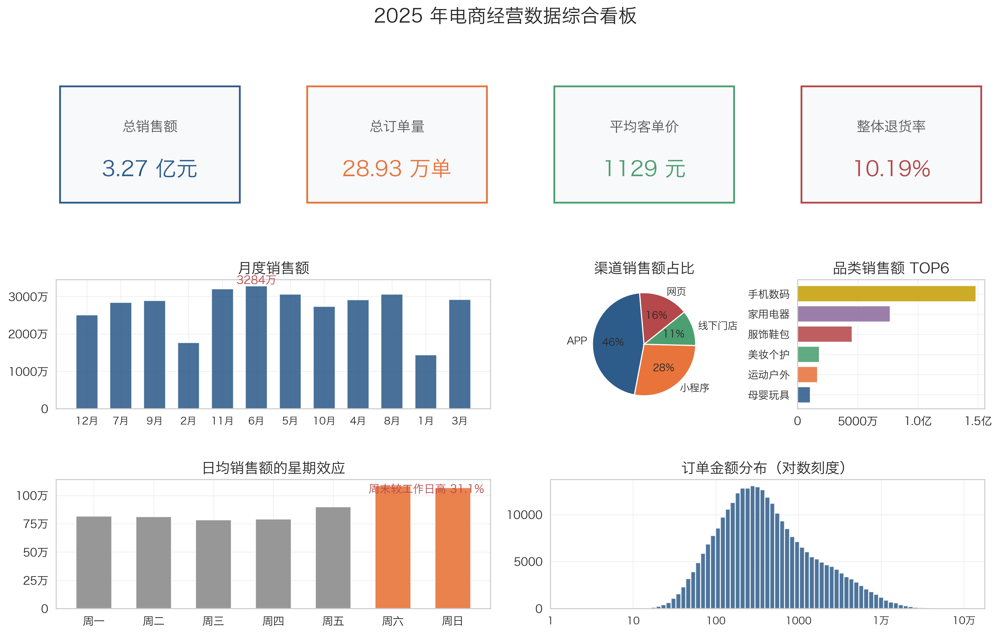 2025 年电商经营数据综合看板
总销售额
3.27 亿元
总订单量
28.93 万单
平均客单价
1129 元
整体退货率
10.19%
月度销售额
3284万
3000万
2000万
1000万
0
12月 7月 9月 2月 11月 6月 5月 10月 4月 8月 1月 3月
渠道销售额占比
网页
16%
线下门店
11%
APP
46%
28%
小程序
品类销售额 TOP6
手机数码
家用电器
服饰鞋包
美妆个护
运动户外
母婴玩具
0 5000万 1.0亿 1.5亿
日均销售额的星期效应
周末较工作日高 31.1%
100万
75万
50万
25万
0
周一 周二 周三 周四 周五 周六 周日
订单金额分布（对数刻度）
10000
5000
0
1 10 100 1000 1万 10万